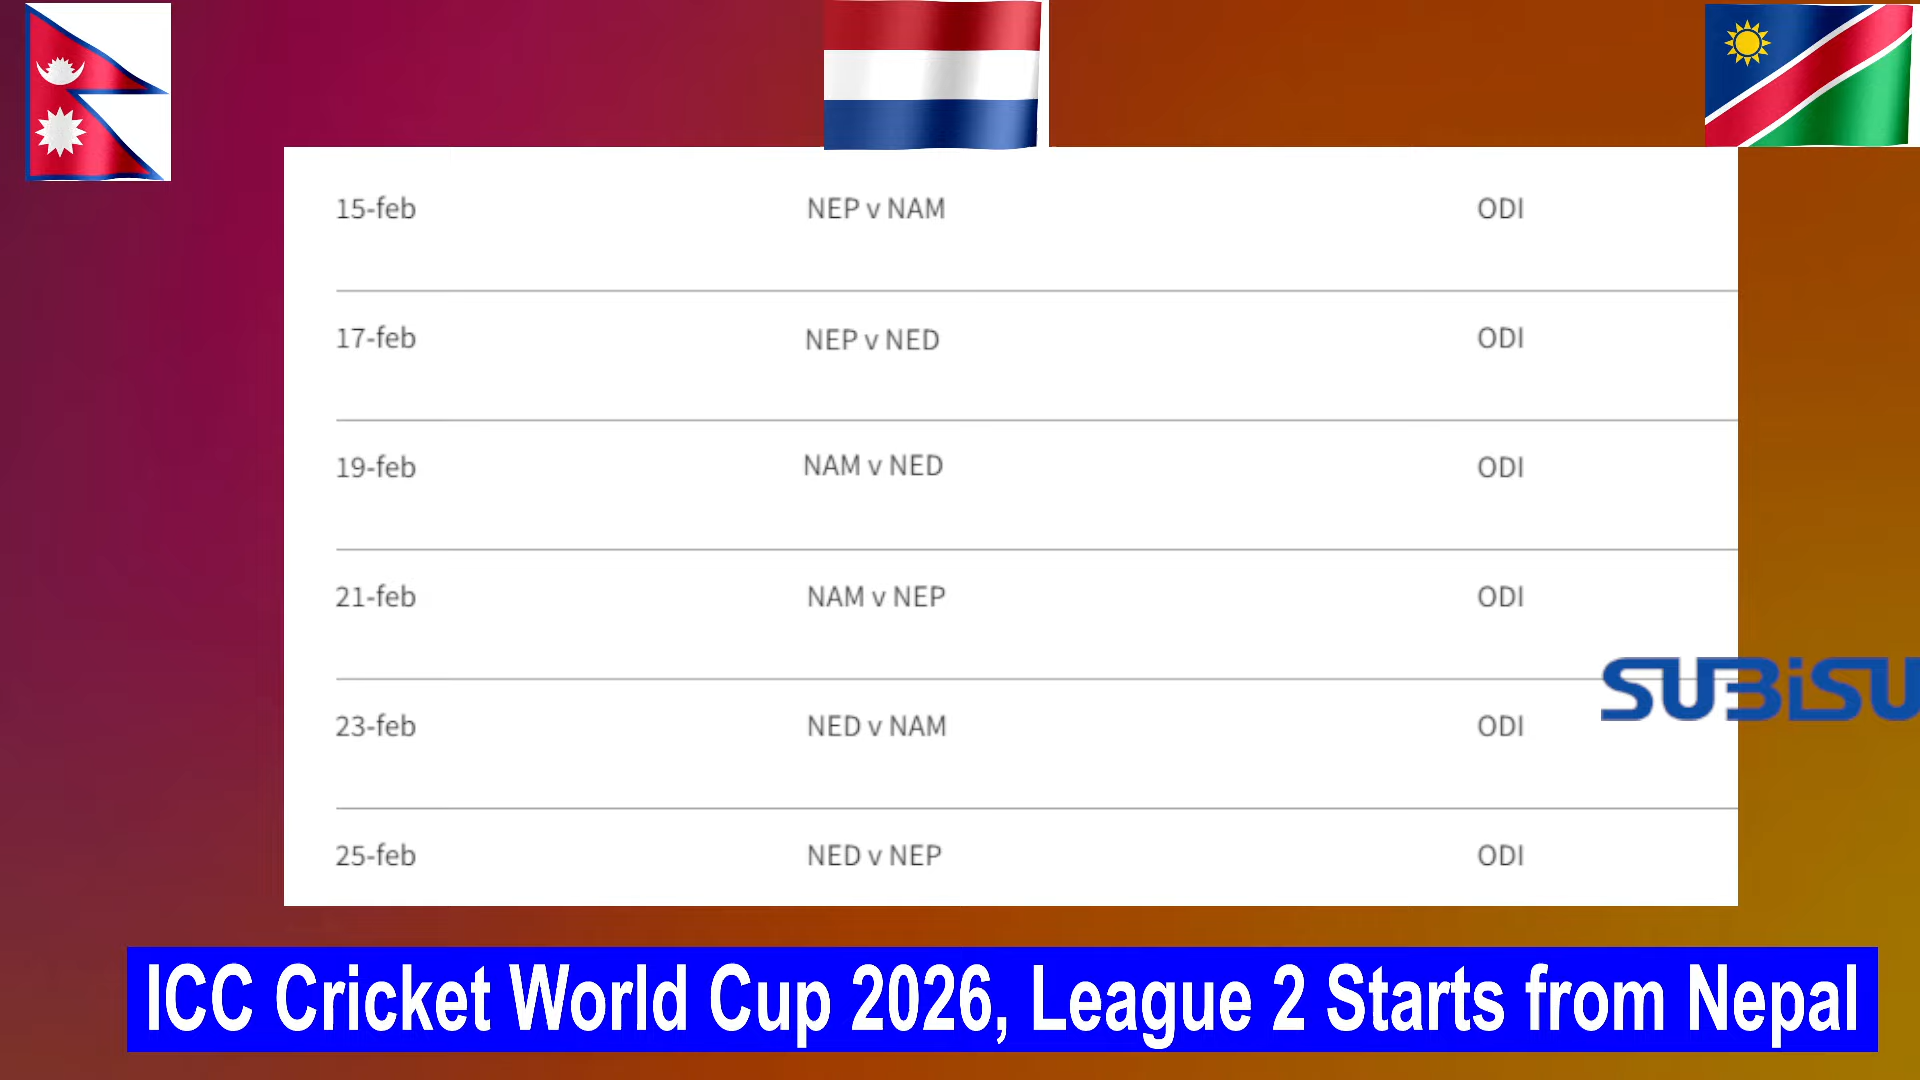 15-feb NEP v NAM ODI
17-feb NEP v NED ODI
19-feb NAM v NED ODI
21-feb NAM v NEP ODI
SUBiSU
23-feb NED v NAM ODI
25-feb NED v NEP ODI
ICC Cricket World Cup 2026, League 2 Starts from Nepal